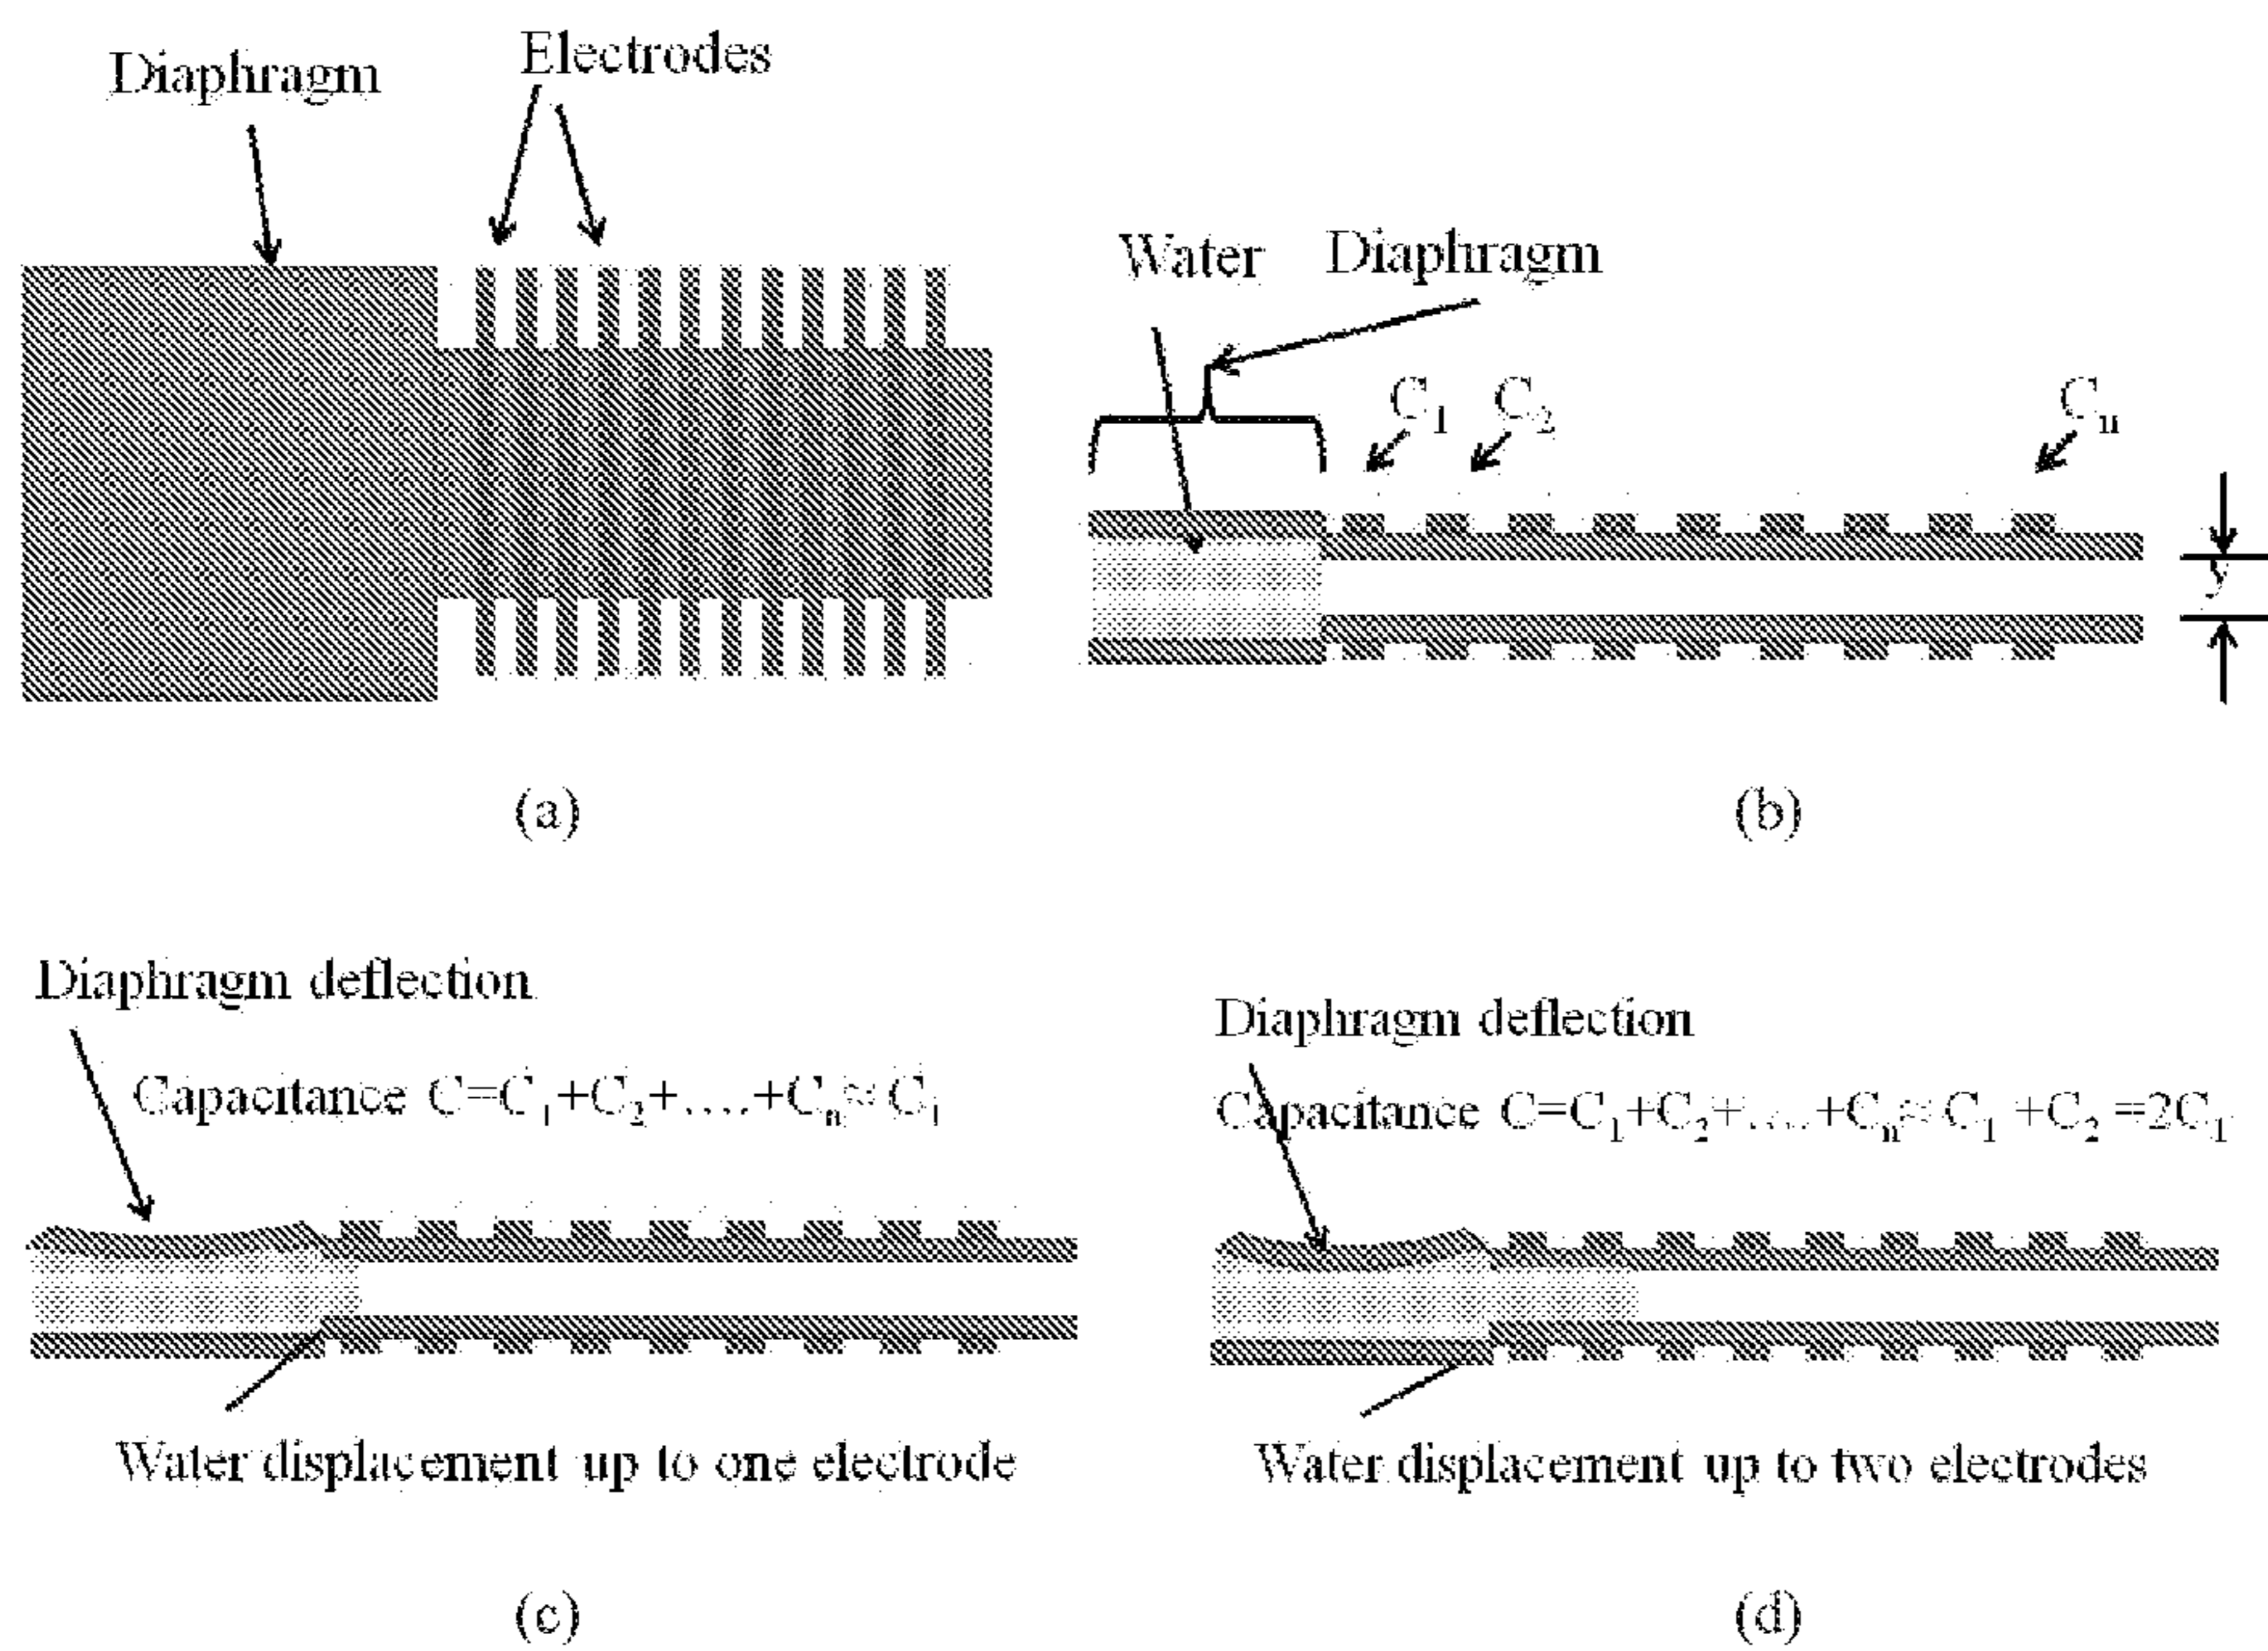 Diaphragm
Electrodes
Water
Diaphragm
C1
C2
Cn
y
(a)
(b)
Diaphragm deflection
Capacitance C=C1+C2+....+Cn≈C1
Diaphragm deflection
Capacitance C=C1+C2+....+Cn≈C1 +C2 =2C1
Water displacement up to one electrode
Water displacement up to two electrodes
(c)
(d)